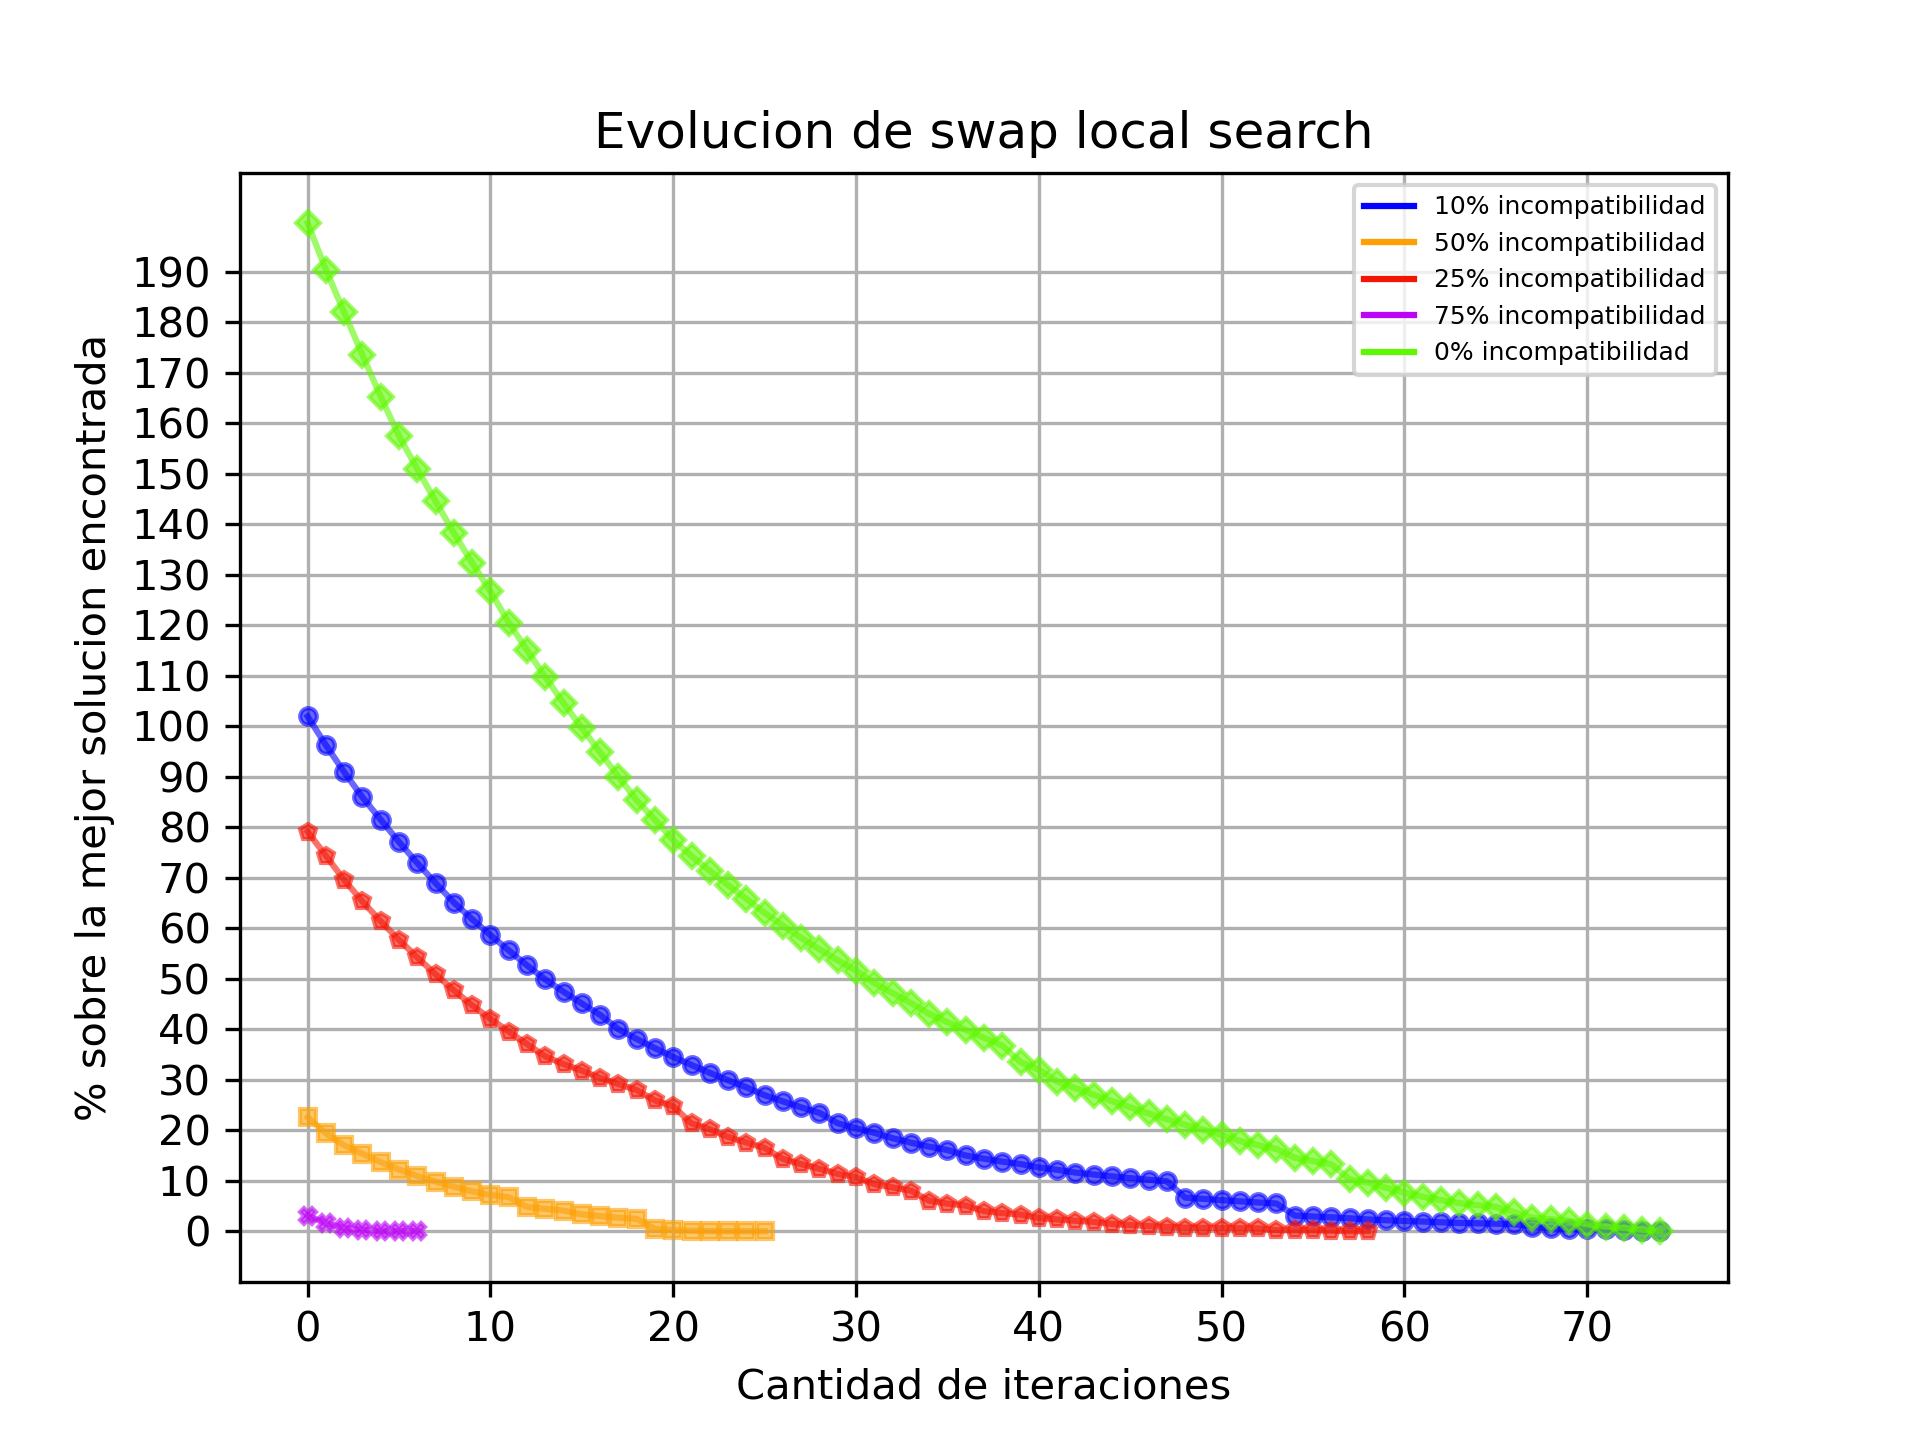 Evolucion de swap local search
10% incompatibilidad
50% incompatibilidad
25% incompatibilidad
75% incompatibilidad
0% incompatibilidad
% sobre la mejor solucion encontrada
190
180
170
160
150
140
130
120
110
100
90
80
70
60
50
40
30
20
10
0
0 10 20 30 40 50 60 70
Cantidad de iteraciones